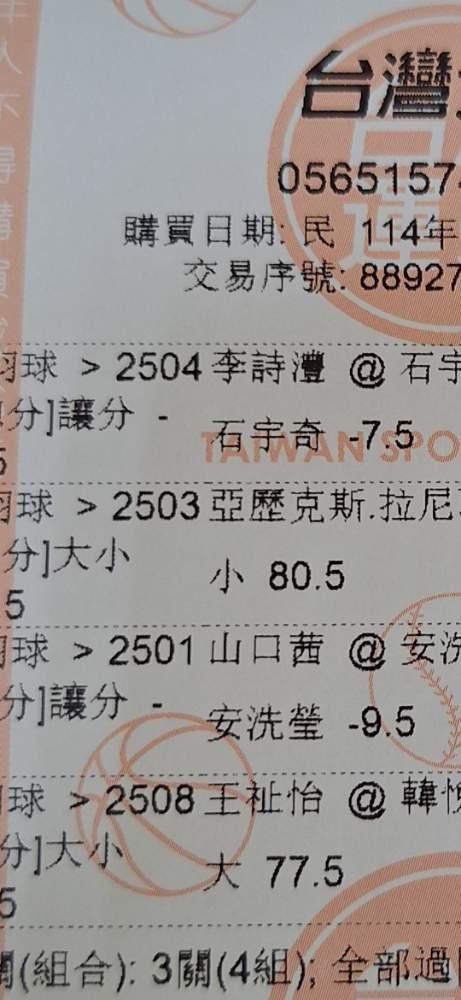 台灣
05651574
購買日期: 民 114年
交易序號: 88927
羽球 > 2504 李詩灃 @ 石宇
分]讓分 - 石宇奇 -7.5
5
TAIWAN SPO
羽球 > 2503 亞歷克斯.拉尼
分]大小 小 80.5
.5
羽球 > 2501 山口茜 @ 安洗
分]讓分 - 安洗瑩 -9.5
球 > 2508 王祉怡 @ 韓
分]大小 大 77.5
5
關(組合): 3關(4組); 全部過